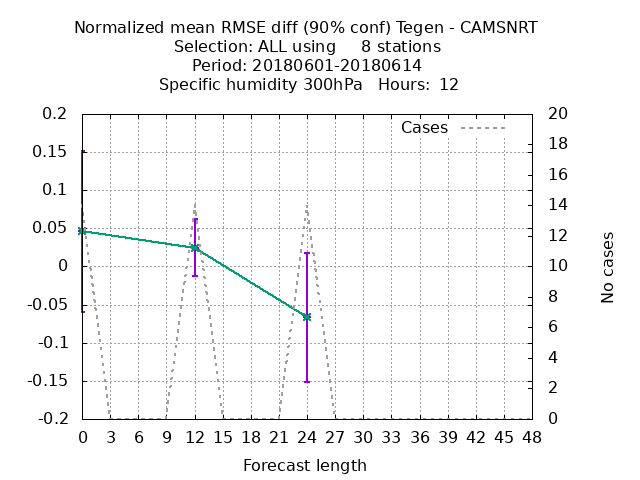 Normalized mean RMSE diff (90% conf) Tegen - CAMSNRT
Selection: ALL using 8 stations
Period: 20180601-20180614
Specific humidity 300hPa Hours: 12
Cases
0.2
0.15
0.1
0.05
0
-0.05
-0.1
-0.15
-0.2
20
18
16
14
12
10
8
6
4
2
0
No cases
0 3 6 9 12 15 18 21 24 27 30 33 36 39 42 45 48
Forecast length